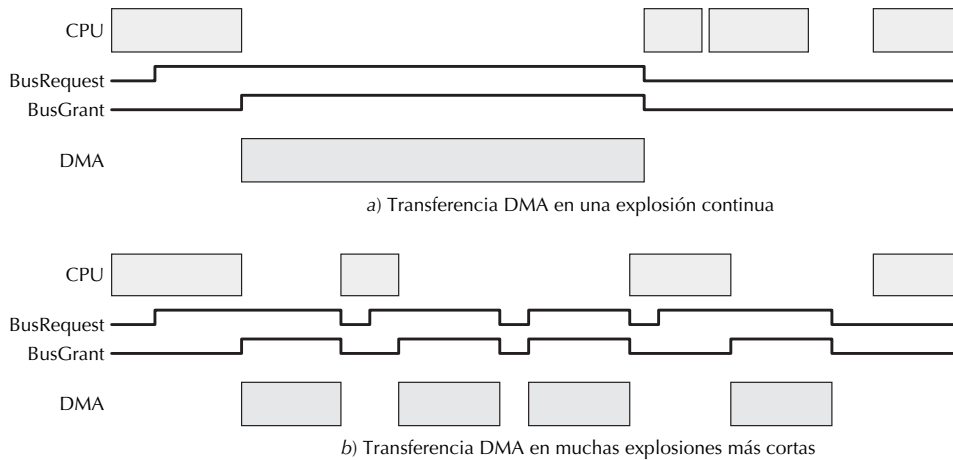 CPU
BusRequest
BusGrant
DMA
a) Transferencia DMA en una explosión continua
CPU
BusRequest
BusGrant
DMA
b) Transferencia DMA en muchas explosiones más cortas